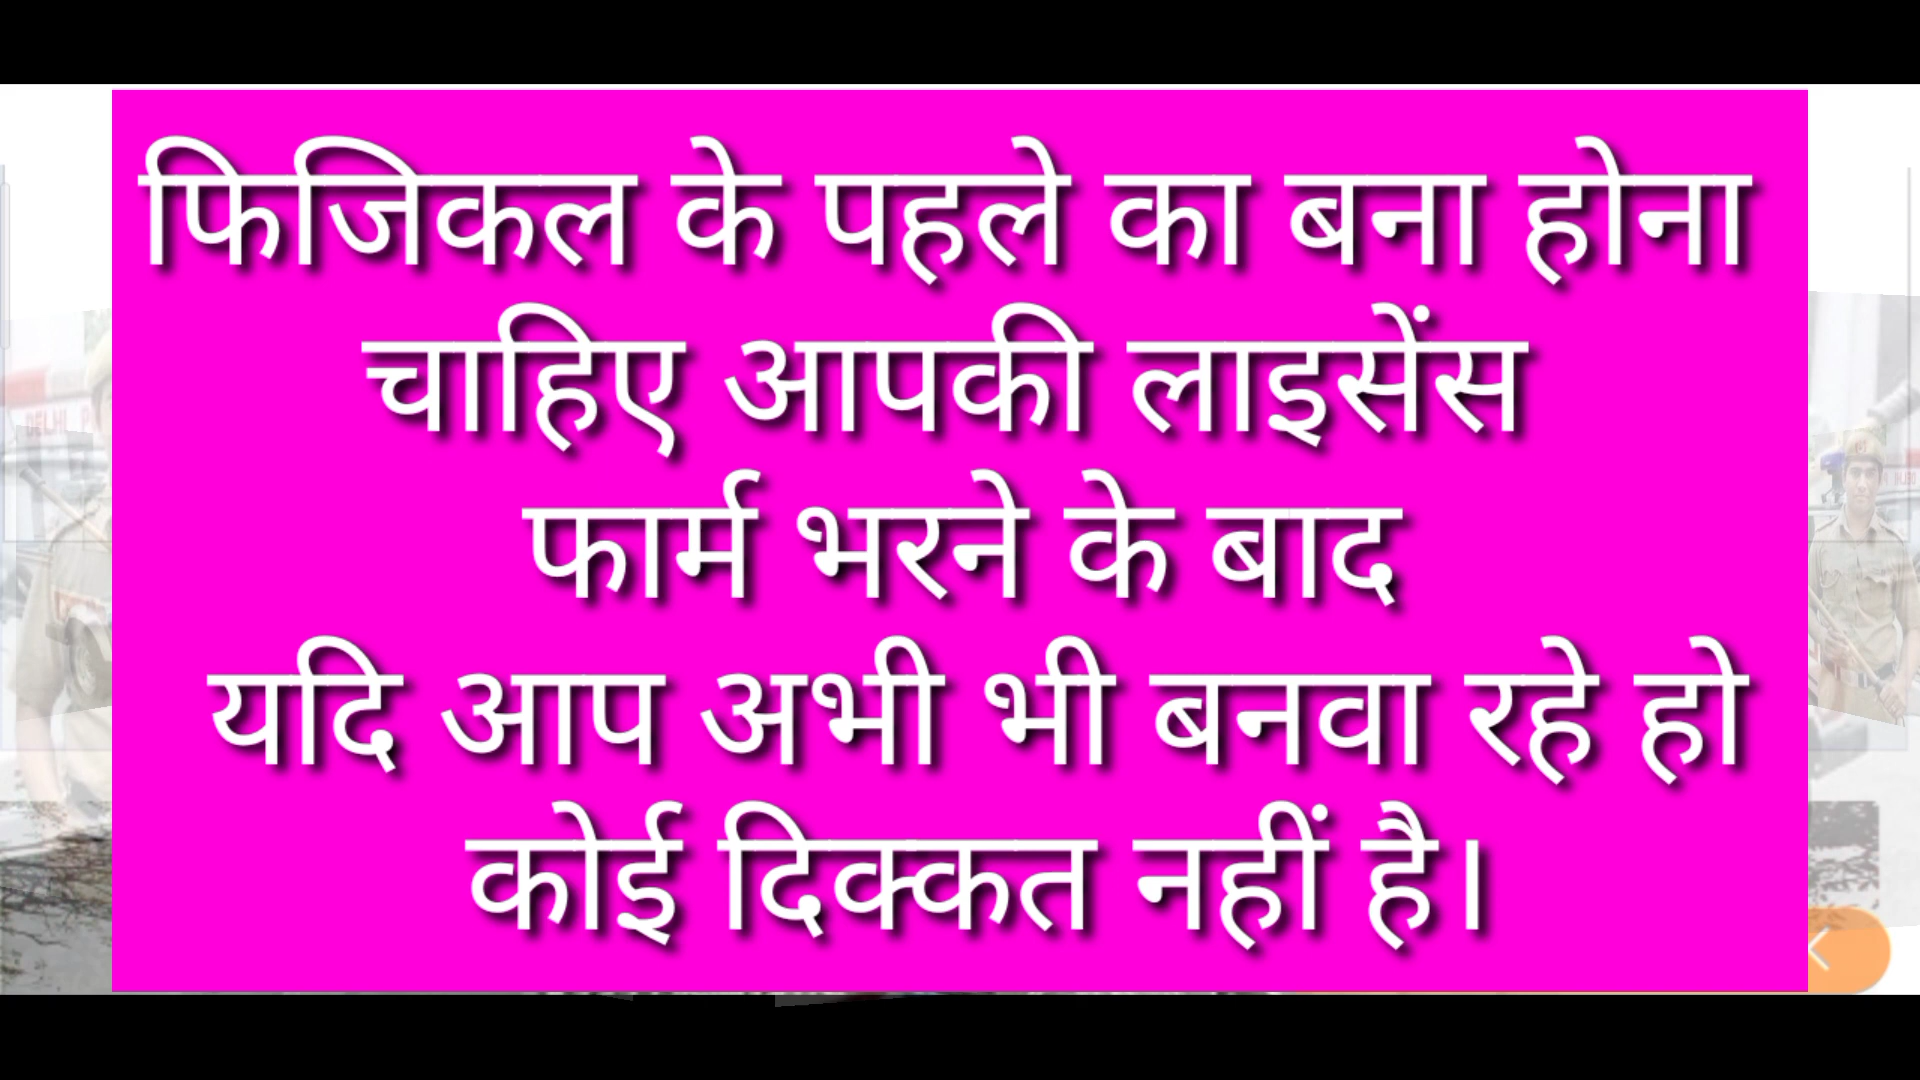 फिजिकल के पहले का बना होना
चाहिए आपकी लाइसेंस
फार्म भरने के बाद
यदि आप अभी भी बनवा रहे हो
कोई दिक्कत नहीं है।